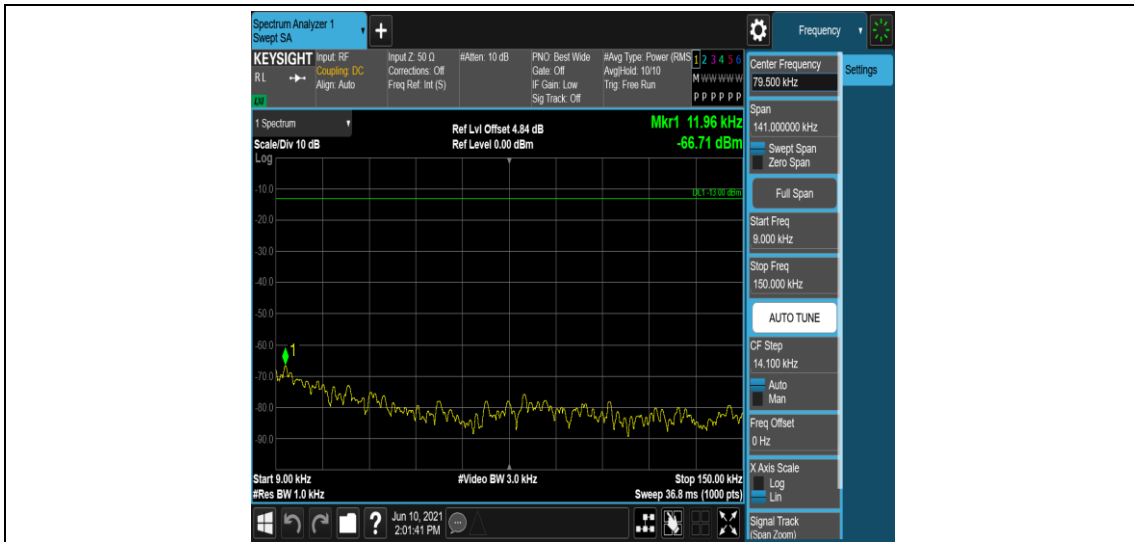 Spectrum Analyzer 1
Swept SA
+
Frequency
KEYSIGHT
RL
LXI
Input: RF
Coupling: DC
Align: Auto
Input Z: 50 Ω
Corrections: Off
Freq Ref: Int (S)
#Atten: 10 dB
PNO: Best Wide
Gate: Off
IF Gain: Low
Sig Track: Off
#Avg Type: Power (RMS
Avg|Hold: 10/10
Trig: Free Run
1 2 3 4 5 6
M W W W W W
P P P P P P
Center Frequency
79.500 kHz
Settings
Span
141.000000 kHz
Swept Span
Zero Span
Full Span
Start Freq
9.000 kHz
Stop Freq
150.000 kHz
AUTO TUNE
CF Step
14.100 kHz
Auto
Man
Freq Offset
0 Hz
X Axis Scale
Log
Lin
Signal Track
(Span Zoom)
1 Spectrum
Scale/Div 10 dB
Log
Ref Lvl Offset 4.84 dB
Ref Level 0.00 dBm
Mkr1 11.96 kHz
-66.71 dBm
DL1 -13.00 dBm
-10.0
-20.0
-30.0
-40.0
-50.0
-60.0
-70.0
-80.0
-90.0
1
Start 9.00 kHz
#Res BW 1.0 kHz
#Video BW 3.0 kHz
Stop 150.00 kHz
Sweep 36.8 ms (1000 pts)
?
Jun 10, 2021
2:01:41 PM